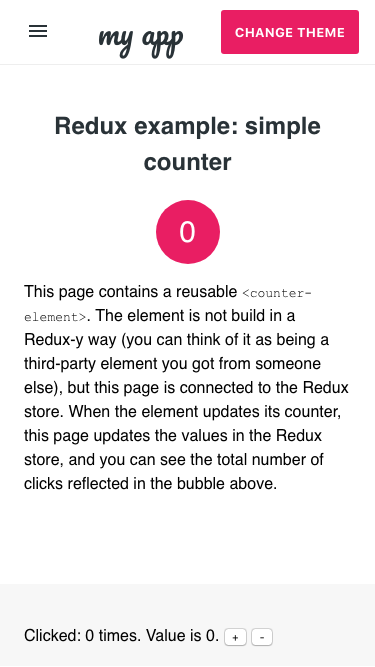 my app
CHANGE THEME
Redux example: simple
counter
0
This page contains a reusable <counter-
element>. The element is not build in a
Redux-y way (you can think of it as being a
third-party element you got from someone
else), but this page is connected to the Redux
store. When the element updates its counter,
this page updates the values in the Redux
store, and you can see the total number of
clicks reflected in the bubble above.
Clicked: 0 times. Value is 0. + -